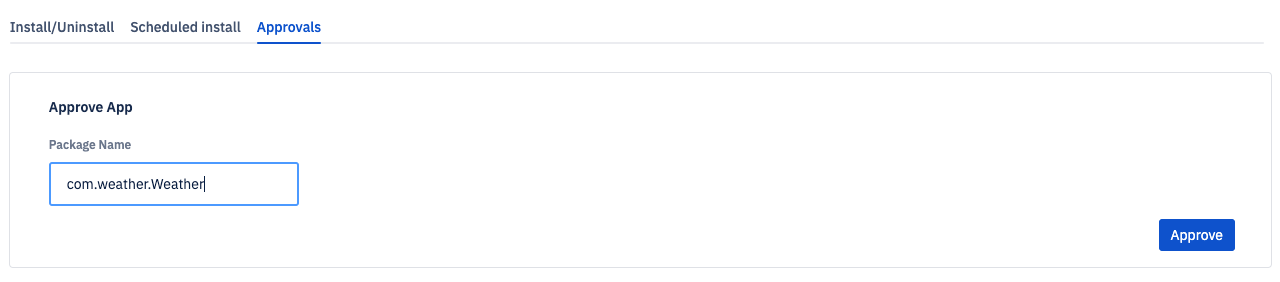 Install/Uninstall Scheduled install Approvals
Approve App
Package Name
com.weather.Weather
Approve